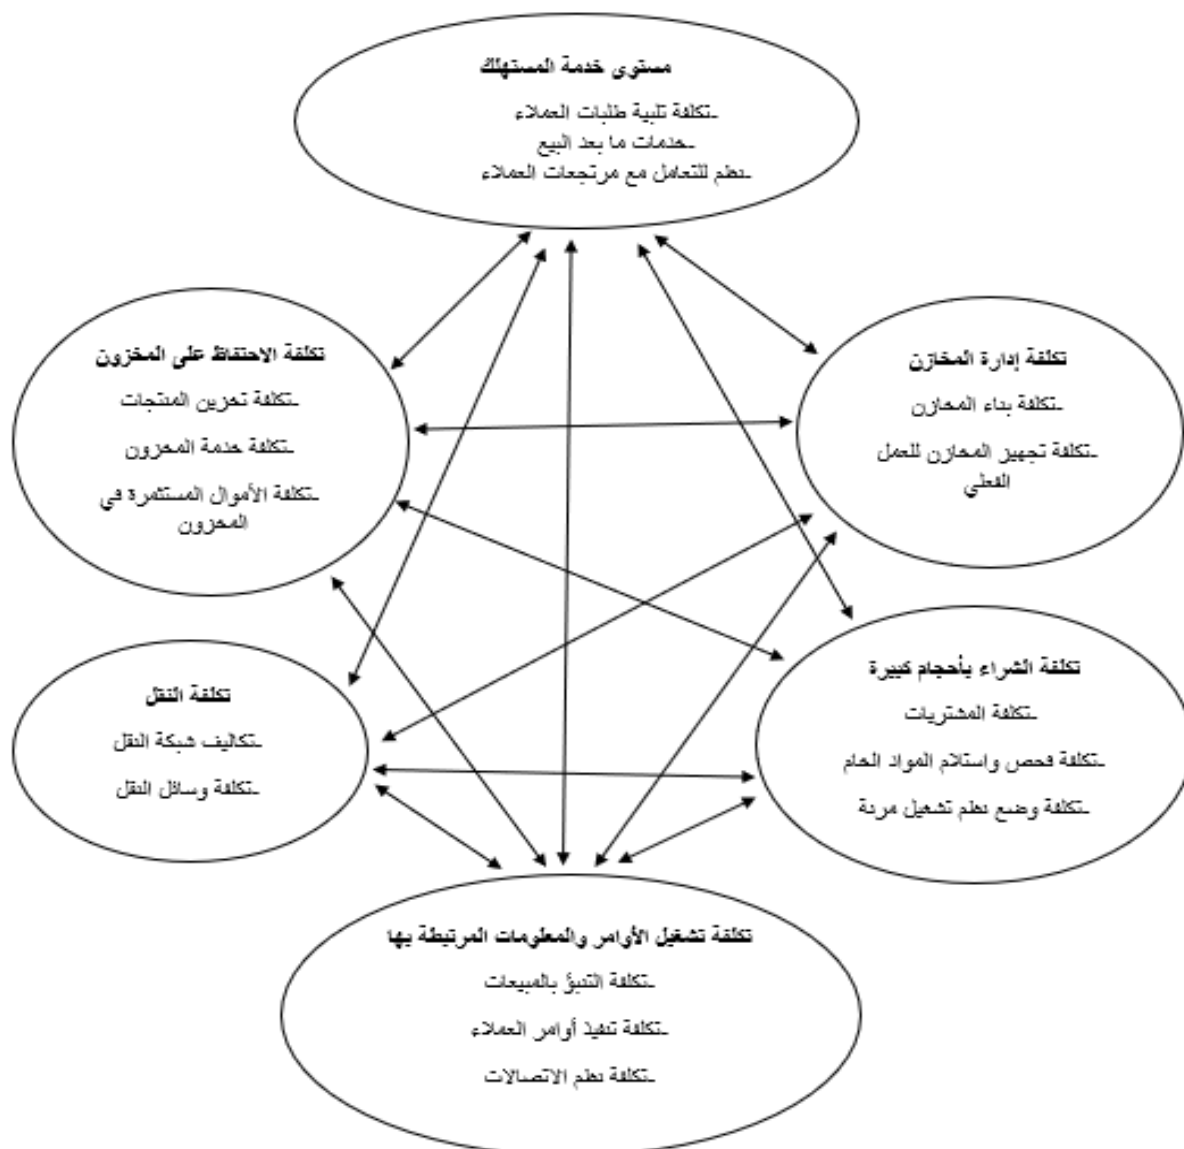 مستوى خدمة المستهلك
-تكلفة تلبية طلبات العملاء
-خدمات ما بعد البيع
-نظم للتعامل مع مرتجعات العملاء
تكلفة الاحتفاظ على المخزون
-تكلفة تخزين المنتجات
-تكلفة خدمة المخزون
-تكلفة الأموال المستثمرة في
المخزون
تكلفة إدارة المخازن
-تكلفة بناء المخازن
-تكلفة تجهيز المخازن للعمل
الفعلي
تكلفة النقل
-تكاليف شبكة النقل
-تكلفة وسائل النقل
تكلفة الشراء بأحجام كبيرة
-تكلفة المشتريات
-تكلفة فحص واستلام المواد الخام
-تكلفة وضع نظم تشغيل مرنة
تكلفة تشغيل الأوامر والمعلومات المرتبطة بها
-تكلفة التنبؤ بالمبيعات
-تكلفة تنفيذ أوامر العملاء
-تكلفة نظم الاتصالات